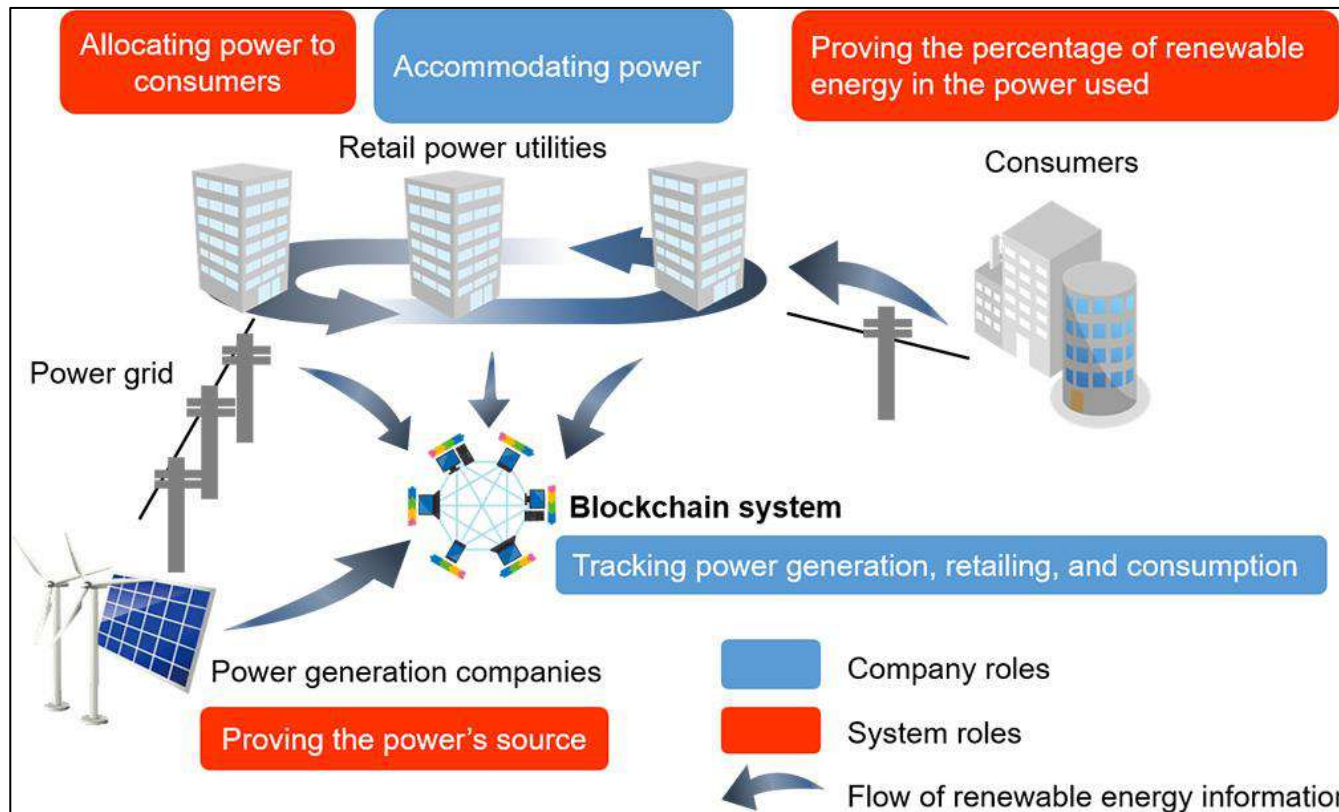 Allocating power to
consumers
Accommodating power
Proving the percentage of renewable
energy in the power used
Retail power utilities
Consumers
Power grid
Blockchain system
Tracking power generation, retailing, and consumption
Power generation companies
Proving the power's source
Company roles
System roles
Flow of renewable energy information